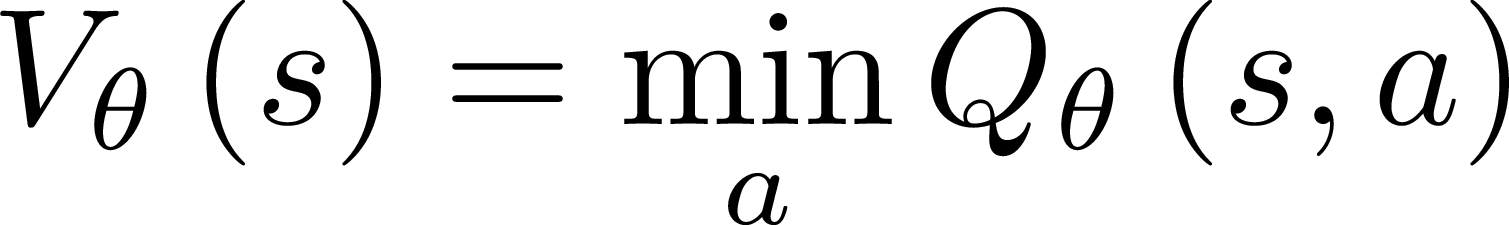 V_θ (s) = min_a Q_θ (s, a)